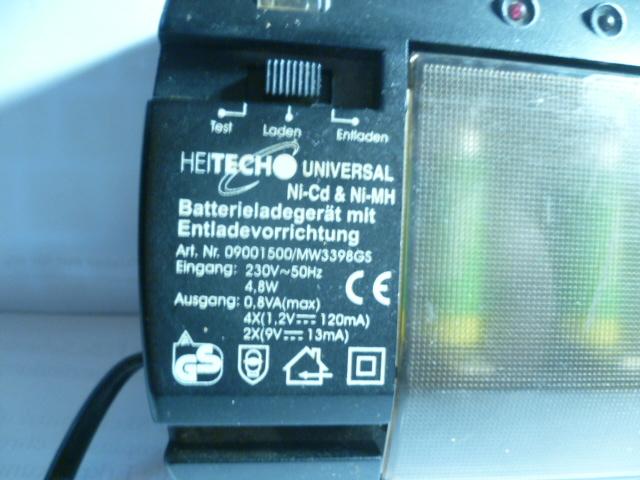 Test Laden Entladen
HEITECH UNIVERSAL
Ni-Cd & Ni-MH
Batterieladegerät mit
Entladevorrichtung
Art. Nr. 09001500/MW3398GS
Eingang: 230V~50Hz
4,8W
Ausgang: 0,8VA(max)
4X(1,2V⎓120mA)
2X(9V⎓13mA)
CE
GS